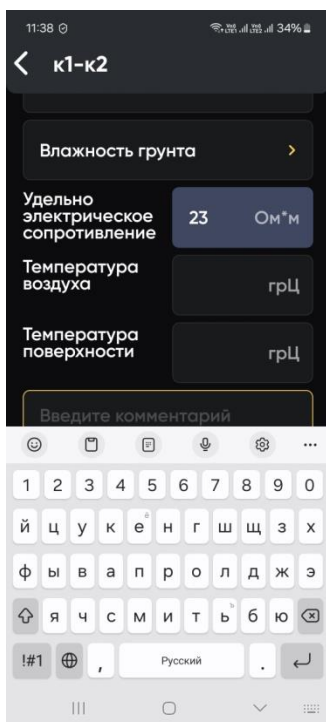 11:38 34%
к1-к2
Влажность грунта
Удельно
электрическое
сопротивление
23 Ом*м
Температура
воздуха
грЦ
Температура
поверхности
грЦ
Введите комментарий
1 2 3 4 5 6 7 8 9 0
й ц у к е н г ш щ з х
ф ы в а п р о л д ж э
я ч с м и т ь б ю
!#1 , Русский .